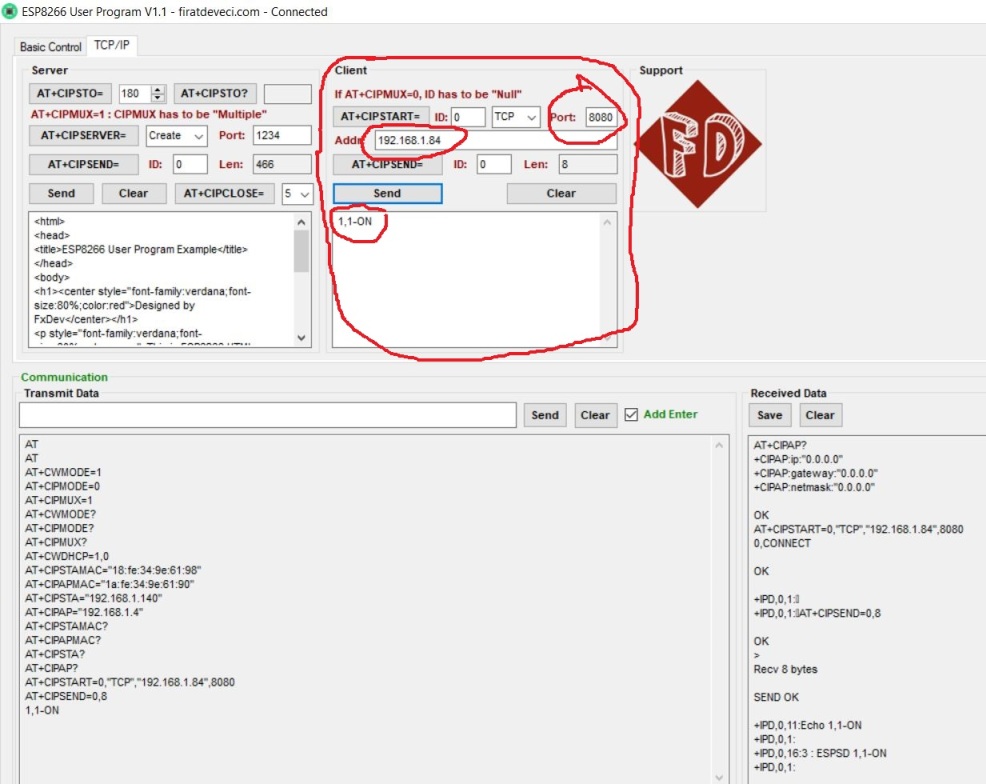 ESP8266 User Program V1.1 - firatdeveci.com - Connected
Basic Control TCP/IP
Server
AT+CIPSTO= 180 AT+CIPSTO?
AT+CIPMUX=1 : CIPMUX has to be "Multiple"
AT+CIPSERVER= Create Port: 1234
AT+CIPSEND= ID: 0 Len: 466
Send Clear AT+CIPCLOSE= 5
<html>
<head>
<title>ESP8266 User Program Example</title>
</head>
<body>
<h1><center style="font-family:verdana;font-
size:80%;color:red">Designed by
FxDev</center></h1>
<p style="font-family:verdana;font-
Client
If AT+CIPMUX=0, ID has to be "Null"
AT+CIPSTART= ID: 0 TCP Port: 8080
Addr 192.168.1.84
AT+CIPSEND= ID: 0 Len: 8
Send Clear
1,1-ON
Support
FD
Communication
Transmit Data
Send Clear Add Enter
AT
AT
AT+CWMODE=1
AT+CIPMODE=0
AT+CIPMUX=1
AT+CWMODE?
AT+CIPMODE?
AT+CIPMUX?
AT+CWDHCP=1,0
AT+CIPSTAMAC="18:fe:34:9e:61:98"
AT+CIPAPMAC="1a:fe:34:9e:61:90"
AT+CIPSTA="192.168.1.140"
AT+CIPAP="192.168.1.4"
AT+CIPSTAMAC?
AT+CIPAPMAC?
AT+CIPSTA?
AT+CIPAP?
AT+CIPSTART=0,"TCP","192.168.1.84",8080
AT+CIPSEND=0,8
1,1-ON
Received Data
Save Clear
AT+CIPAP?
+CIPAP:ip:"0.0.0.0"
+CIPAP:gateway:"0.0.0.0"
+CIPAP:netmask:"0.0.0.0"
OK
AT+CIPSTART=0,"TCP","192.168.1.84",8080
0,CONNECT
OK
+IPD,0,1:
+IPD,0,1:AT+CIPSEND=0,8
OK
>
Recv 8 bytes
SEND OK
+IPD,0,11:Echo 1,1-ON
+IPD,0,1:
+IPD,0,16:3 : ESPSD 1,1-ON
+IPD,0,1: